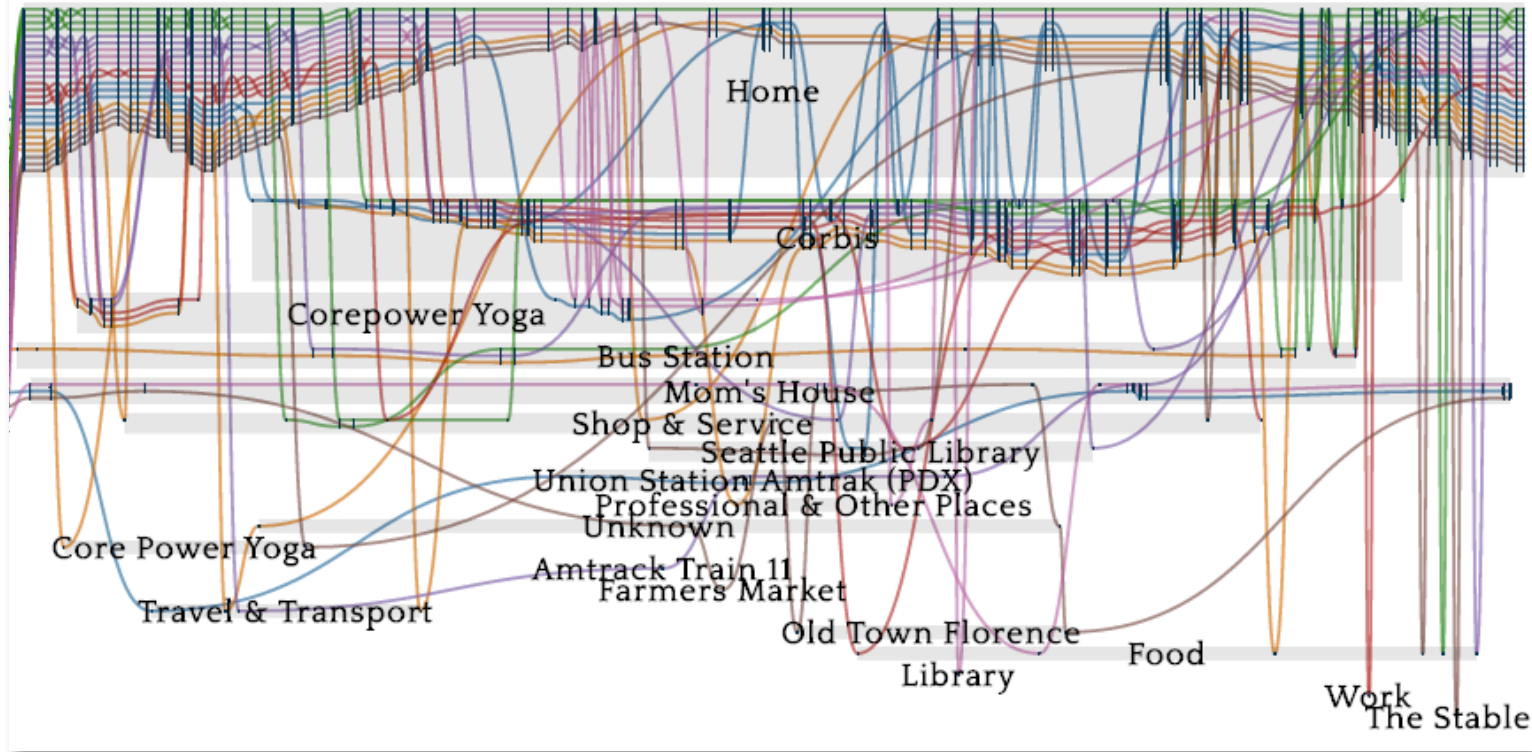 Home
Corbis
Corepower Yoga
Bus Station
Mom's House
Shop & Service
Seattle Public Library
Union Station Amtrak (PDX)
Professional & Other Places
Unknown
Core Power Yoga
Amtrack Train 11
Farmers Market
Travel & Transport
Old Town Florence
Food
Library
Work
The Stable